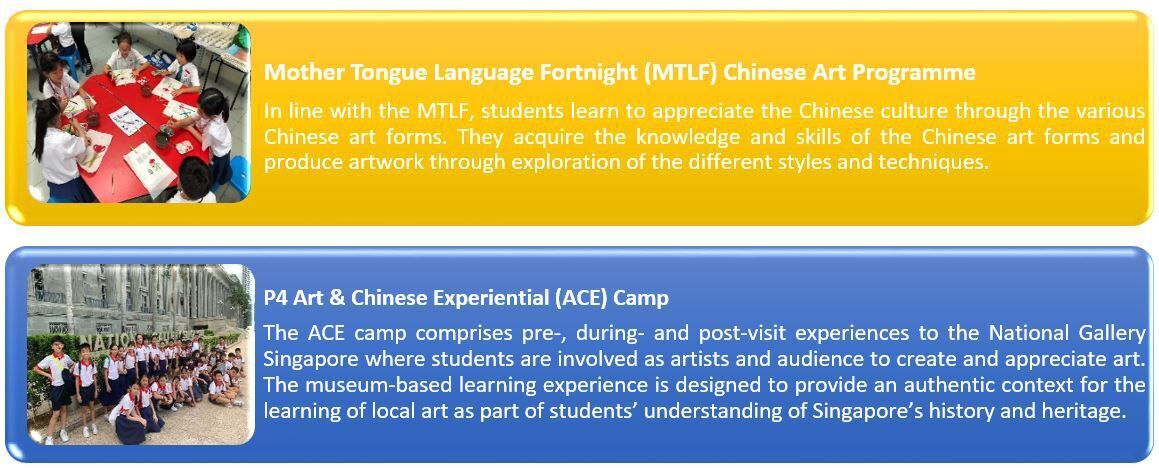 Mother Tongue Language Fortnight (MTLF) Chinese Art Programme
In line with the MTLF, students learn to appreciate the Chinese culture through the various
Chinese art forms. They acquire the knowledge and skills of the Chinese art forms and
produce artwork through exploration of the different styles and techniques.
P4 Art & Chinese Experiential (ACE) Camp
The ACE camp comprises pre-, during- and post-visit experiences to the National Gallery
Singapore where students are involved as artists and audience to create and appreciate art.
The museum-based learning experience is designed to provide an authentic context for the
learning of local art as part of students’ understanding of Singapore’s history and heritage.